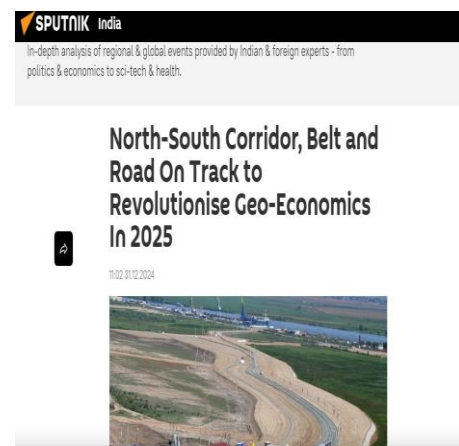 SPUTNIK India
In-depth analysis of regional & global events provided by Indian & foreign experts - from
politics & economics to sci-tech & health.
North-South Corridor, Belt and
Road On Track to
Revolutionise Geo-Economics
In 2025
11:02 31.12.2024